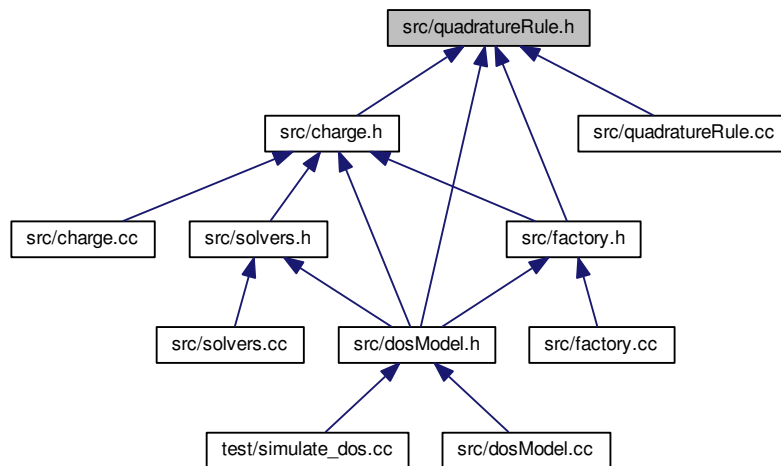 src/quadratureRule.h
src/charge.h
src/quadratureRule.cc
src/charge.cc
src/solvers.h
src/factory.h
src/solvers.cc
src/dosModel.h
src/factory.cc
test/simulate_dos.cc
src/dosModel.cc